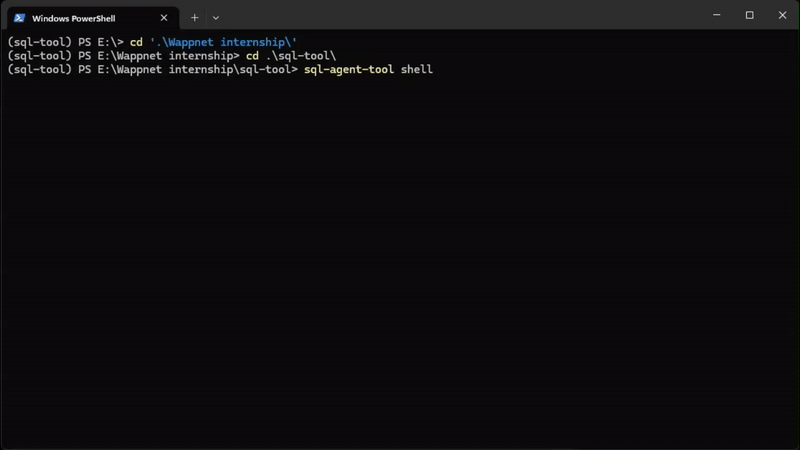 Windows PowerShell
(sql-tool) PS E:\> cd '.\Wappnet internship\'
(sql-tool) PS E:\Wappnet internship> cd .\sql-tool\
(sql-tool) PS E:\Wappnet internship\sql-tool> sql-agent-tool shell